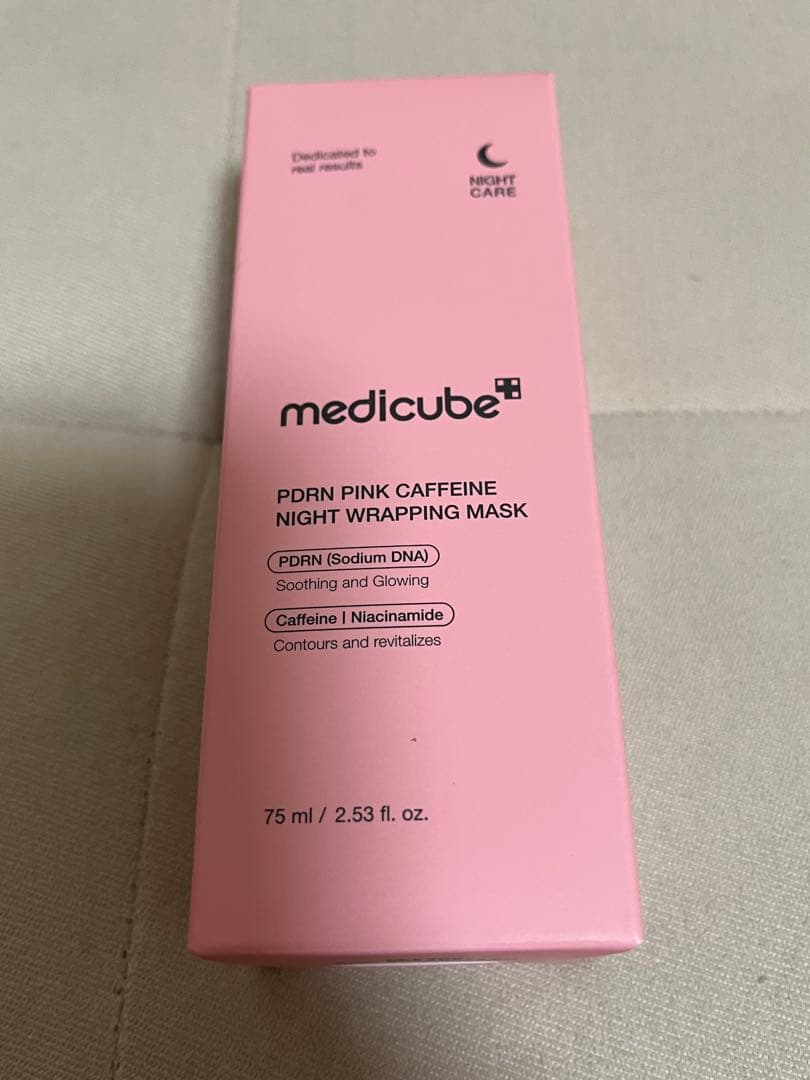 Dedicated to
real results
NIGHT
CARE
medicube
PDRN PINK CAFFEINE
NIGHT WRAPPING MASK
PDRN (Sodium DNA)
Soothing and Glowing
Caffeine | Niacinamide
Contours and revitalizes
75 ml / 2.53 fl. oz.